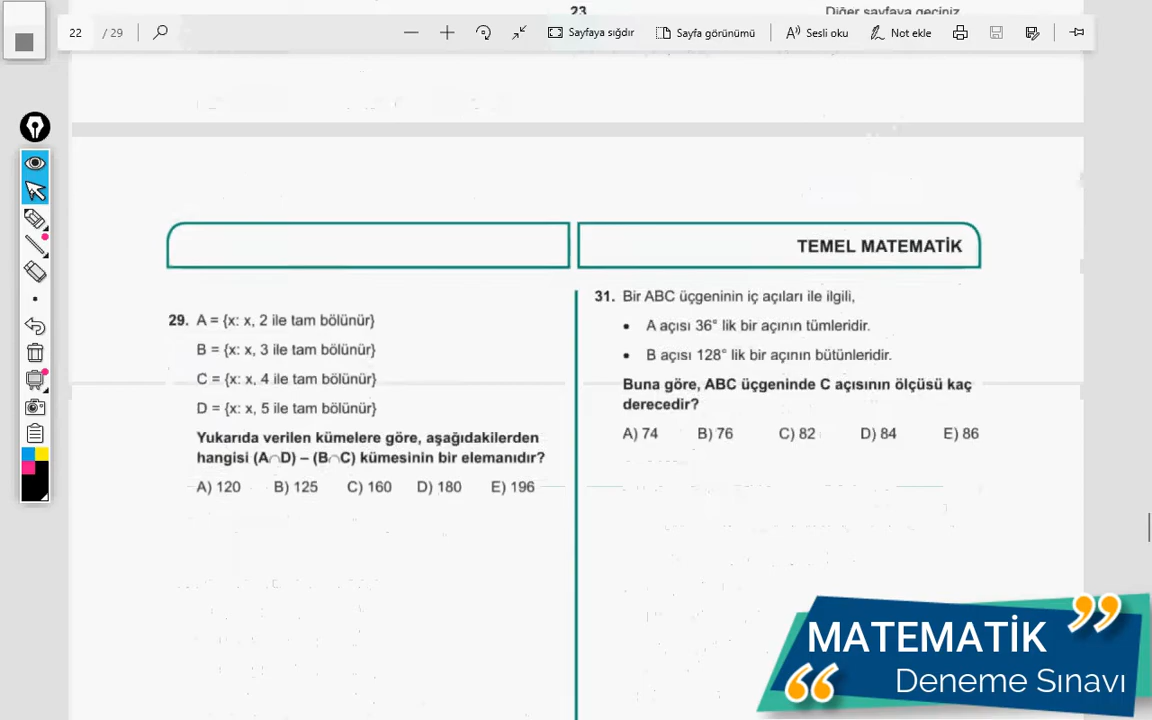 23
Diğer sayfaya geçiniz.
22 / 29
Sayfaya sığdır
Sayfa görünümü
Sesli oku
Not ekle
TEMEL MATEMATİK
29. A = {x: x, 2 ile tam bölünür}
B = {x: x, 3 ile tam bölünür}
C = {x: x, 4 ile tam bölünür}
D = {x: x, 5 ile tam bölünür}
Yukarıda verilen kümelere göre, aşağıdakilerden
hangisi (A∩D) – (B∩C) kümesinin bir elemanıdır?
A) 120 B) 125 C) 160 D) 180 E) 196
31. Bir ABC üçgeninin iç açıları ile ilgili,
• A açısı 36° lik bir açının tümleridir.
• B açısı 128° lik bir açının bütünleridir.
Buna göre, ABC üçgeninde C açısının ölçüsü kaç
derecedir?
A) 74 B) 76 C) 82 D) 84 E) 86
MATEMATİK
Deneme Sınavı